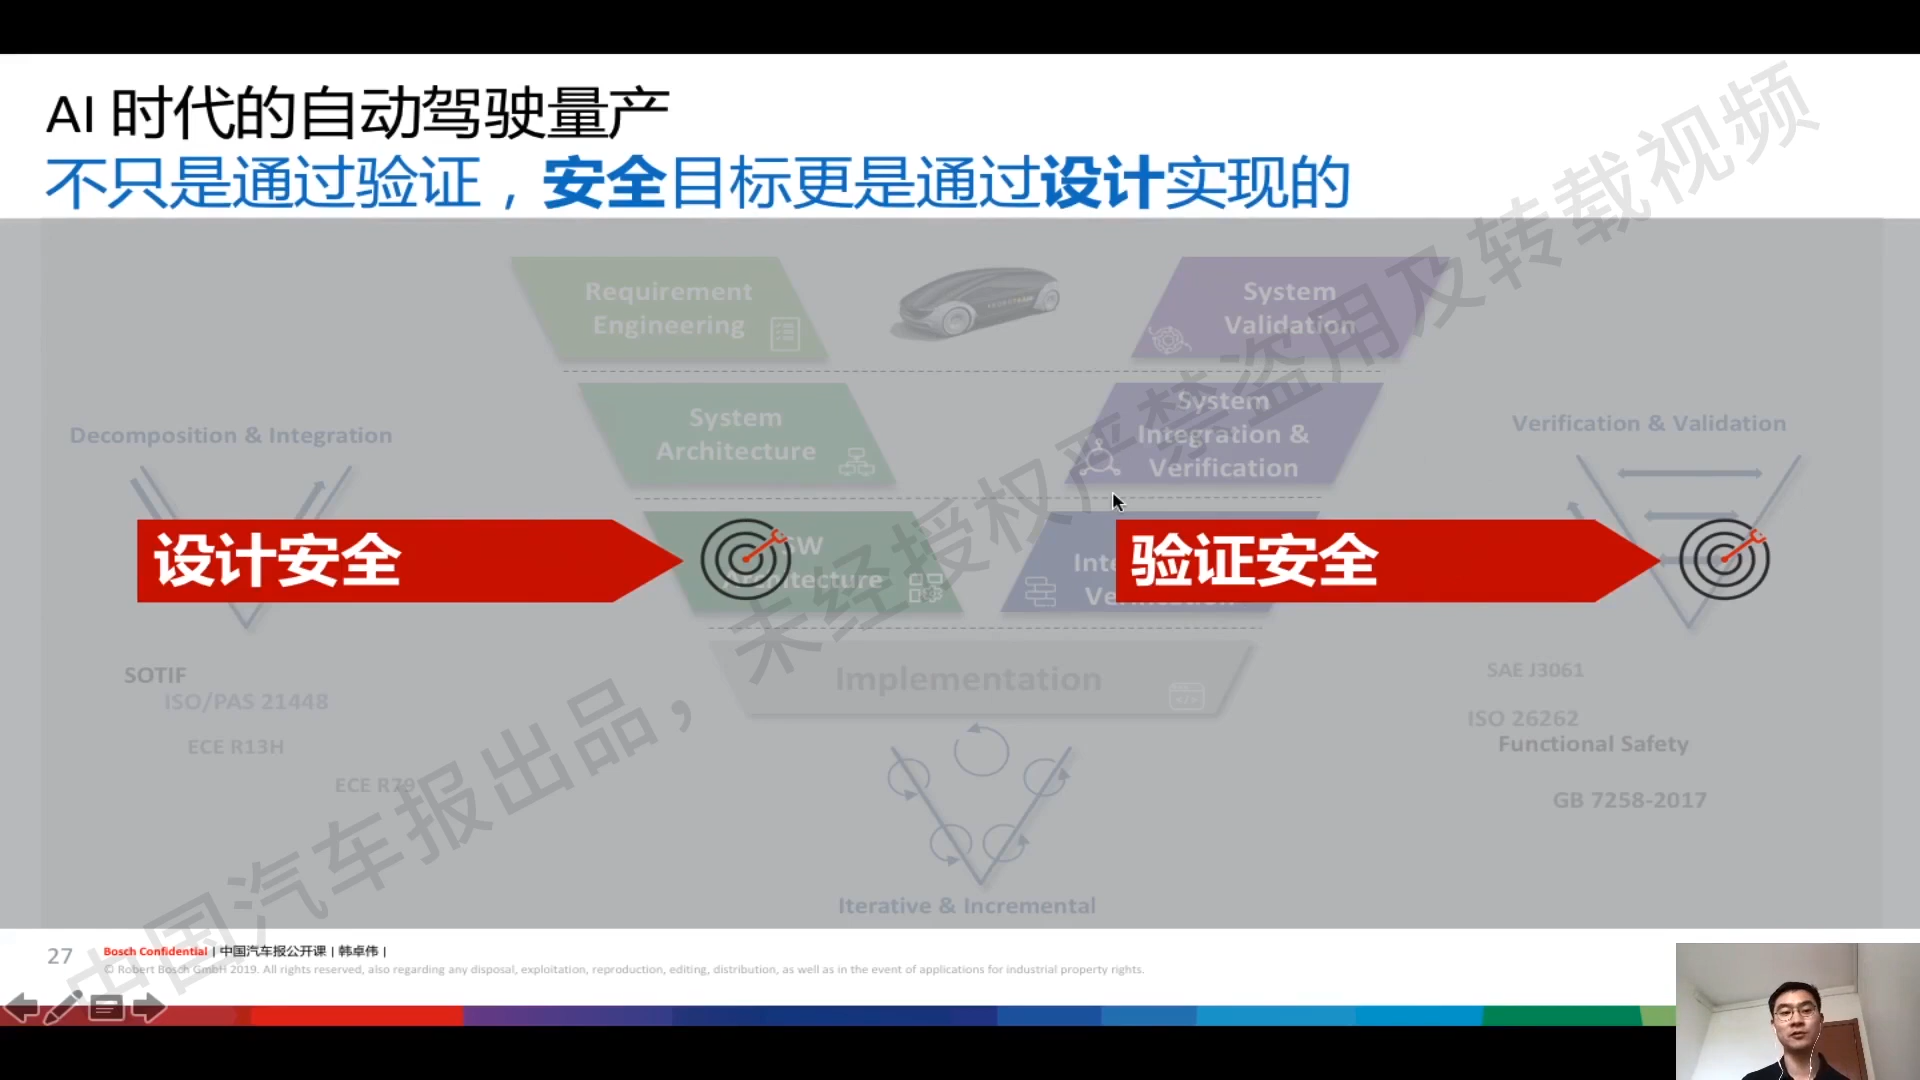 AI 时代的自动驾驶量产
不只是通过验证，安全目标更是通过设计实现的
Requirement
Engineering
System
Validation
System
Architecture
System
Integration &
Verification
Decomposition & Integration
Verification & Validation
设计安全
SW
Architecture
验证安全
Implementation
SOTIF
ISO/PAS 21448
ECE R13H
ECE R79
SAE J3061
ISO 26262
Functional Safety
GB 7258-2017
Iterative & Incremental
中国汽车报出品，未经授权严禁盗用及转载视频
27
Bosch Confidential | 中国汽车报公开课 | 韩卓伟 |
© Robert Bosch GmbH 2019. All rights reserved, also regarding any disposal, exploitation, reproduction, editing, distribution, as well as in the event of applications for industrial property rights.